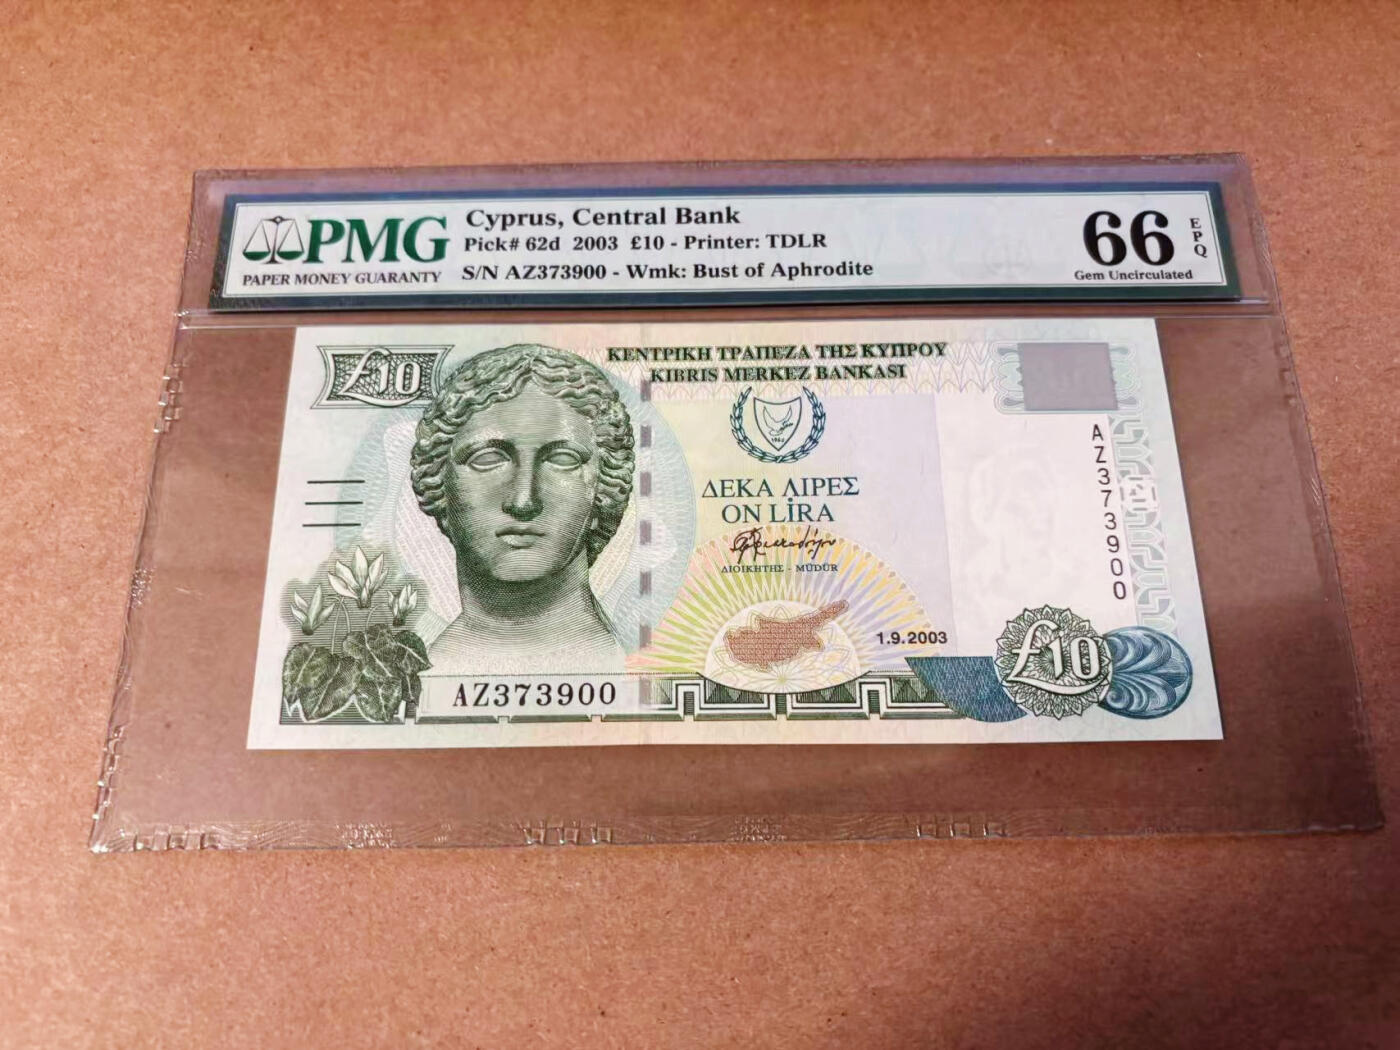 PMG
PAPER MONEY GUARANTY
Cyprus, Central Bank
Pick# 62d 2003 £10 - Printer: TDLR
S/N AZ373900 - Wmk: Bust of Aphrodite
66
EPQ
Gem Uncirculated
£10
ΚΕΝΤΡΙΚΗ ΤΡΑΠΕΖΑ ΤΗΣ ΚΥΠΡΟΥ
KIBRIS MERKEZ BANKASI
1960
ΔΕΚΑ ΛΙΡΕΣ
ON LİRA
ΔΙΟΙΚΗΤΗΣ - MÜDÜR
AZ373900
1.9.2003
£10
AZ373900